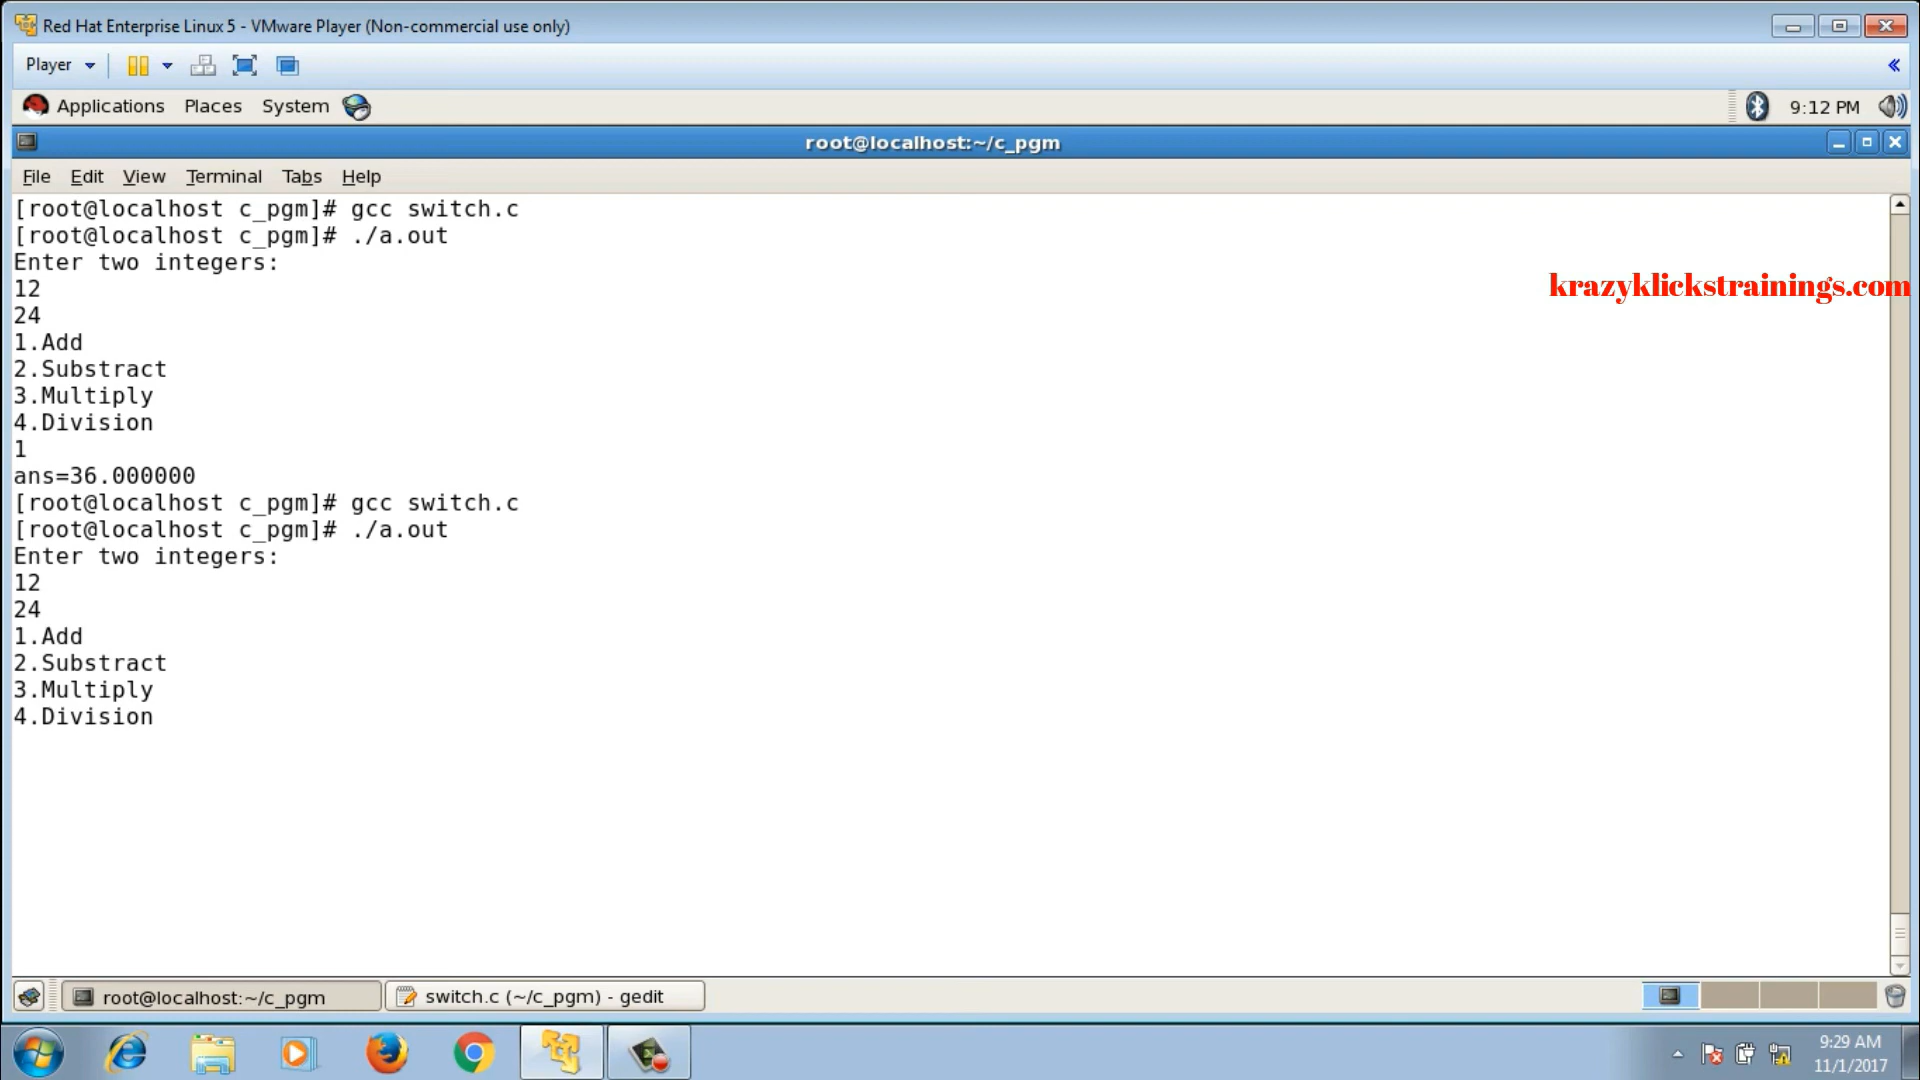 Red Hat Enterprise Linux 5 - VMware Player (Non-commercial use only)
Player
Applications Places System
9:12 PM
root@localhost:~/c_pgm
File Edit View Terminal Tabs Help
[root@localhost c_pgm]# gcc switch.c
[root@localhost c_pgm]# ./a.out
Enter two integers:
12
24
1.Add
2.Substract
3.Multiply
4.Division
1
ans=36.000000
[root@localhost c_pgm]# gcc switch.c
[root@localhost c_pgm]# ./a.out
Enter two integers:
12
24
1.Add
2.Substract
3.Multiply
4.Division
krazyklickstrainings.com
root@localhost:~/c_pgm
switch.c (~/c_pgm) - gedit
9:29 AM
11/1/2017